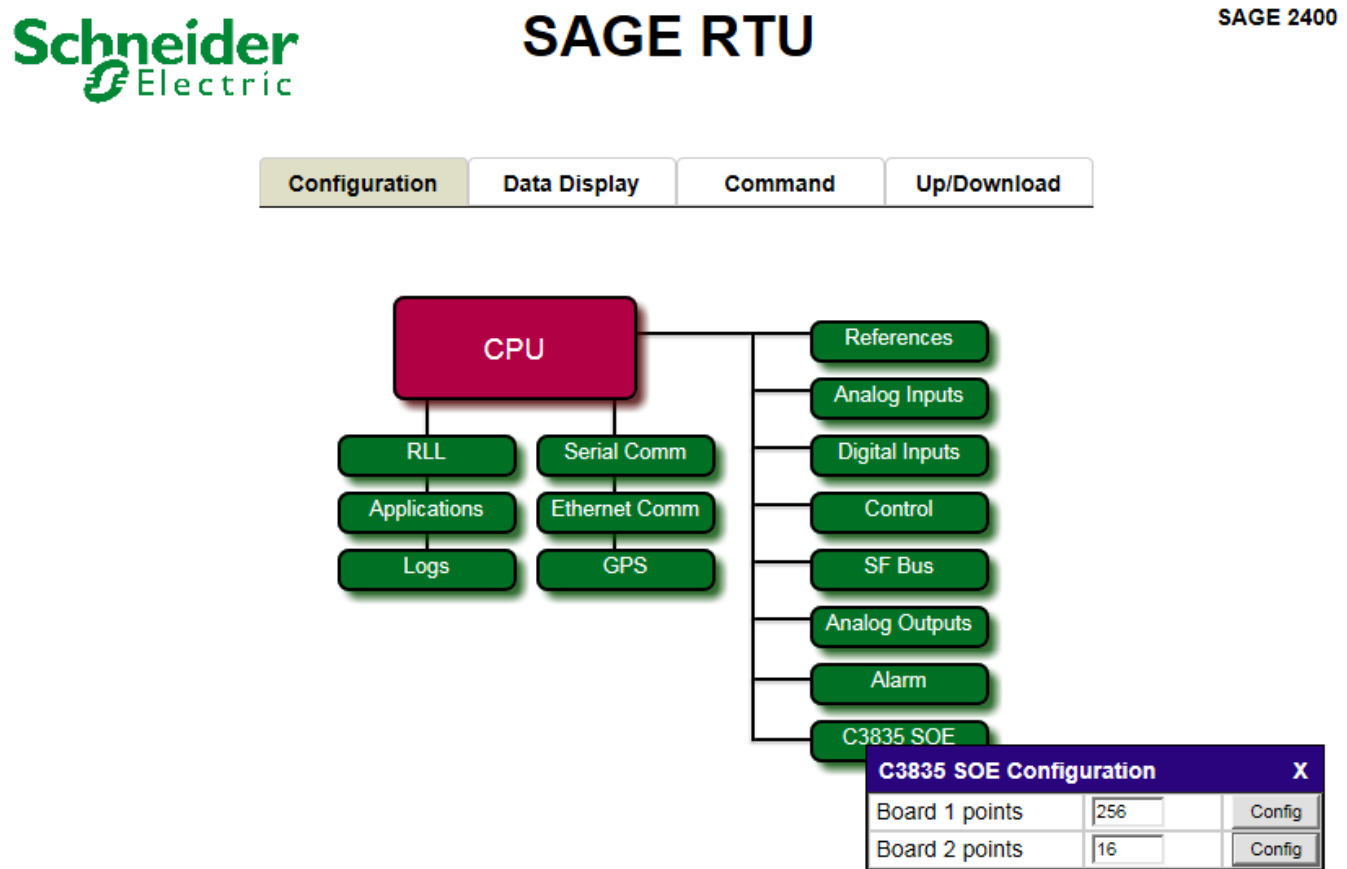 Schneider
Electric
SAGE RTU
SAGE 2400
Configuration
Data Display
Command
Up/Download
CPU
RLL
Applications
Logs
Serial Comm
Ethernet Comm
GPS
References
Analog Inputs
Digital Inputs
Control
SF Bus
Analog Outputs
Alarm
C3835 SOE
C3835 SOE Configuration X
Board 1 points 256 Config
Board 2 points 16 Config